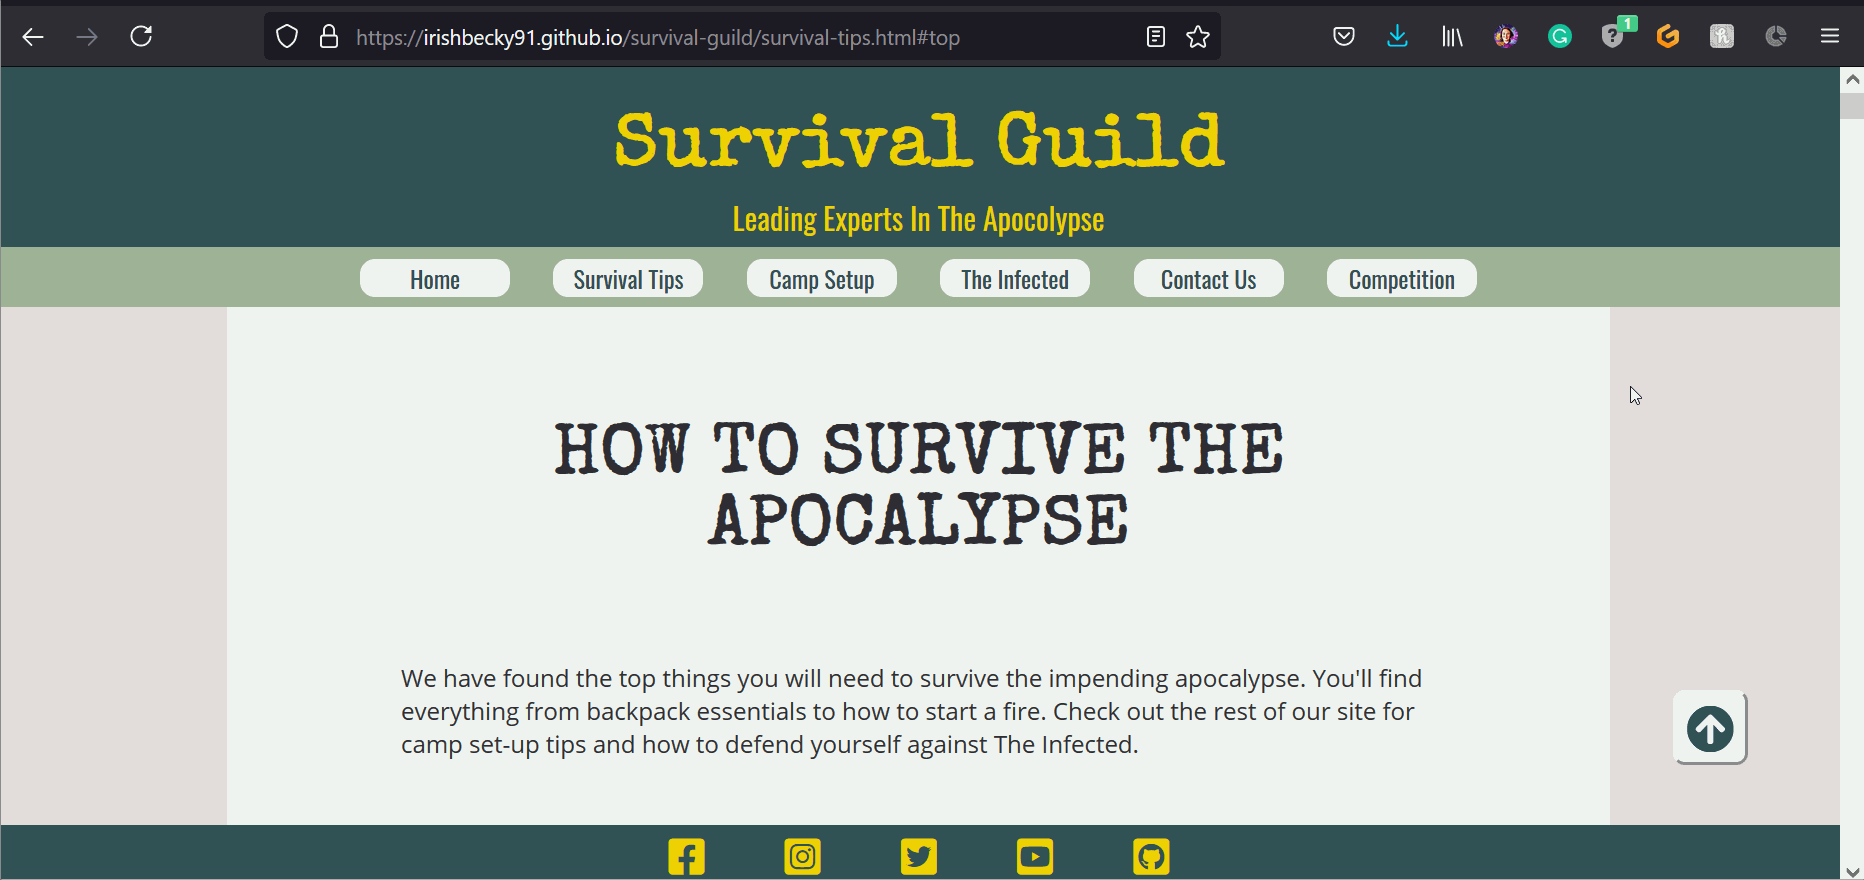 https://irishbecky91.github.io/survival-guild/survival-tips.html#top
1
Survival Guild
Leading Experts In The Apocolypse
Home Survival Tips Camp Setup The Infected Contact Us Competition
HOW TO SURVIVE THE
APOCALYPSE
We have found the top things you will need to survive the impending apocalypse. You'll find
everything from backpack essentials to how to start a fire. Check out the rest of our site for
camp set-up tips and how to defend yourself against The Infected.